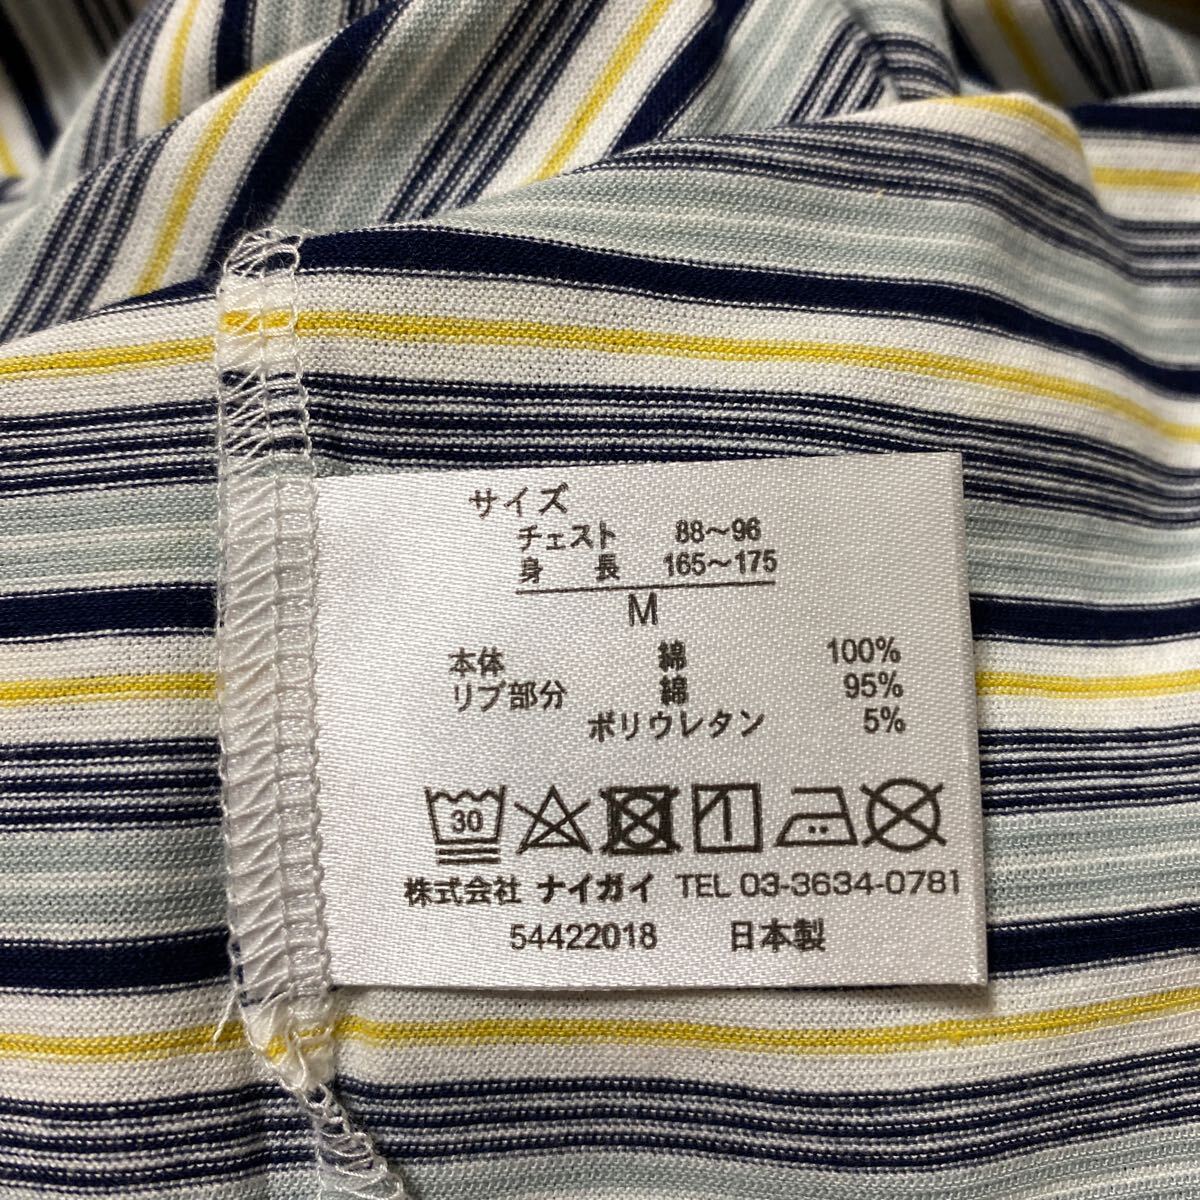 サイズ
チェスト 88〜96
身長 165〜175
M
本体 綿 100%
リブ部分 綿 95%
ポリウレタン 5%
30
株式会社 ナイガイ TEL 03-3634-0781
54422018 日本製